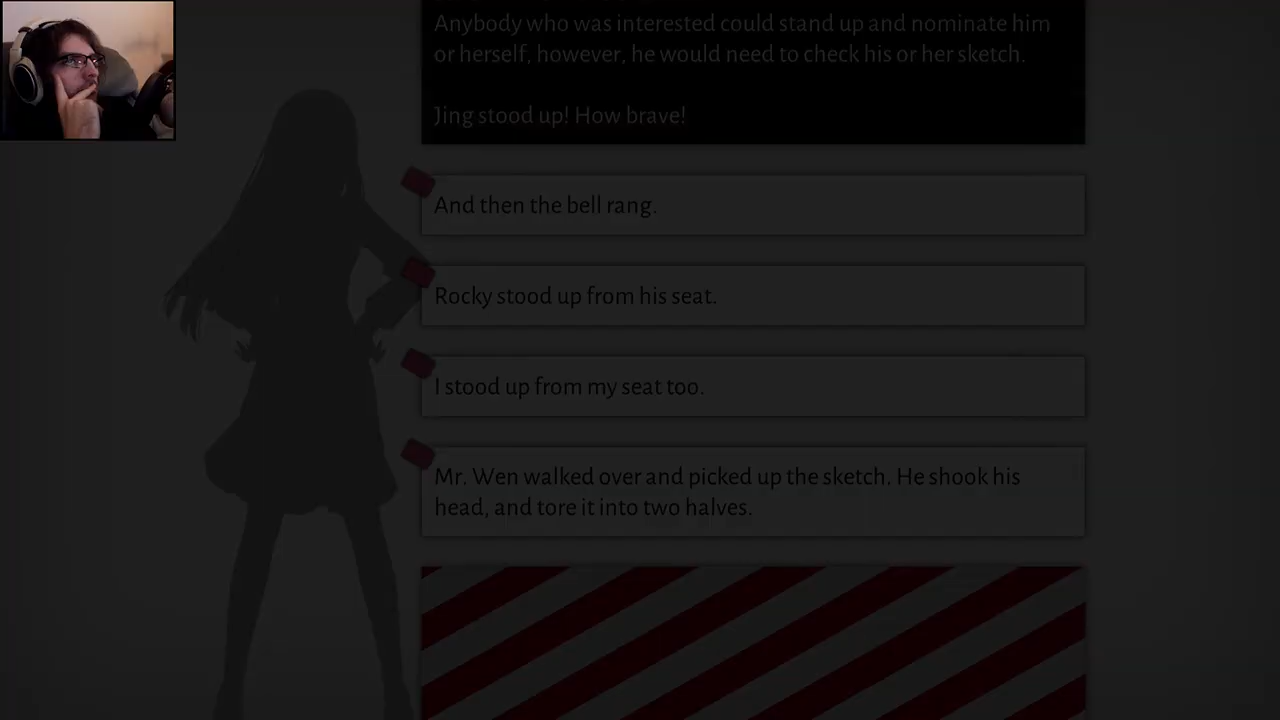 Anybody who was interested could stand up and nominate him
or herself, however, he would need to check his or her sketch.
Jing stood up! How brave!
And then the bell rang.
Rocky stood up from his seat.
I stood up from my seat too.
Mr. Wen walked over and picked up the sketch. He shook his
head, and tore it into two halves.